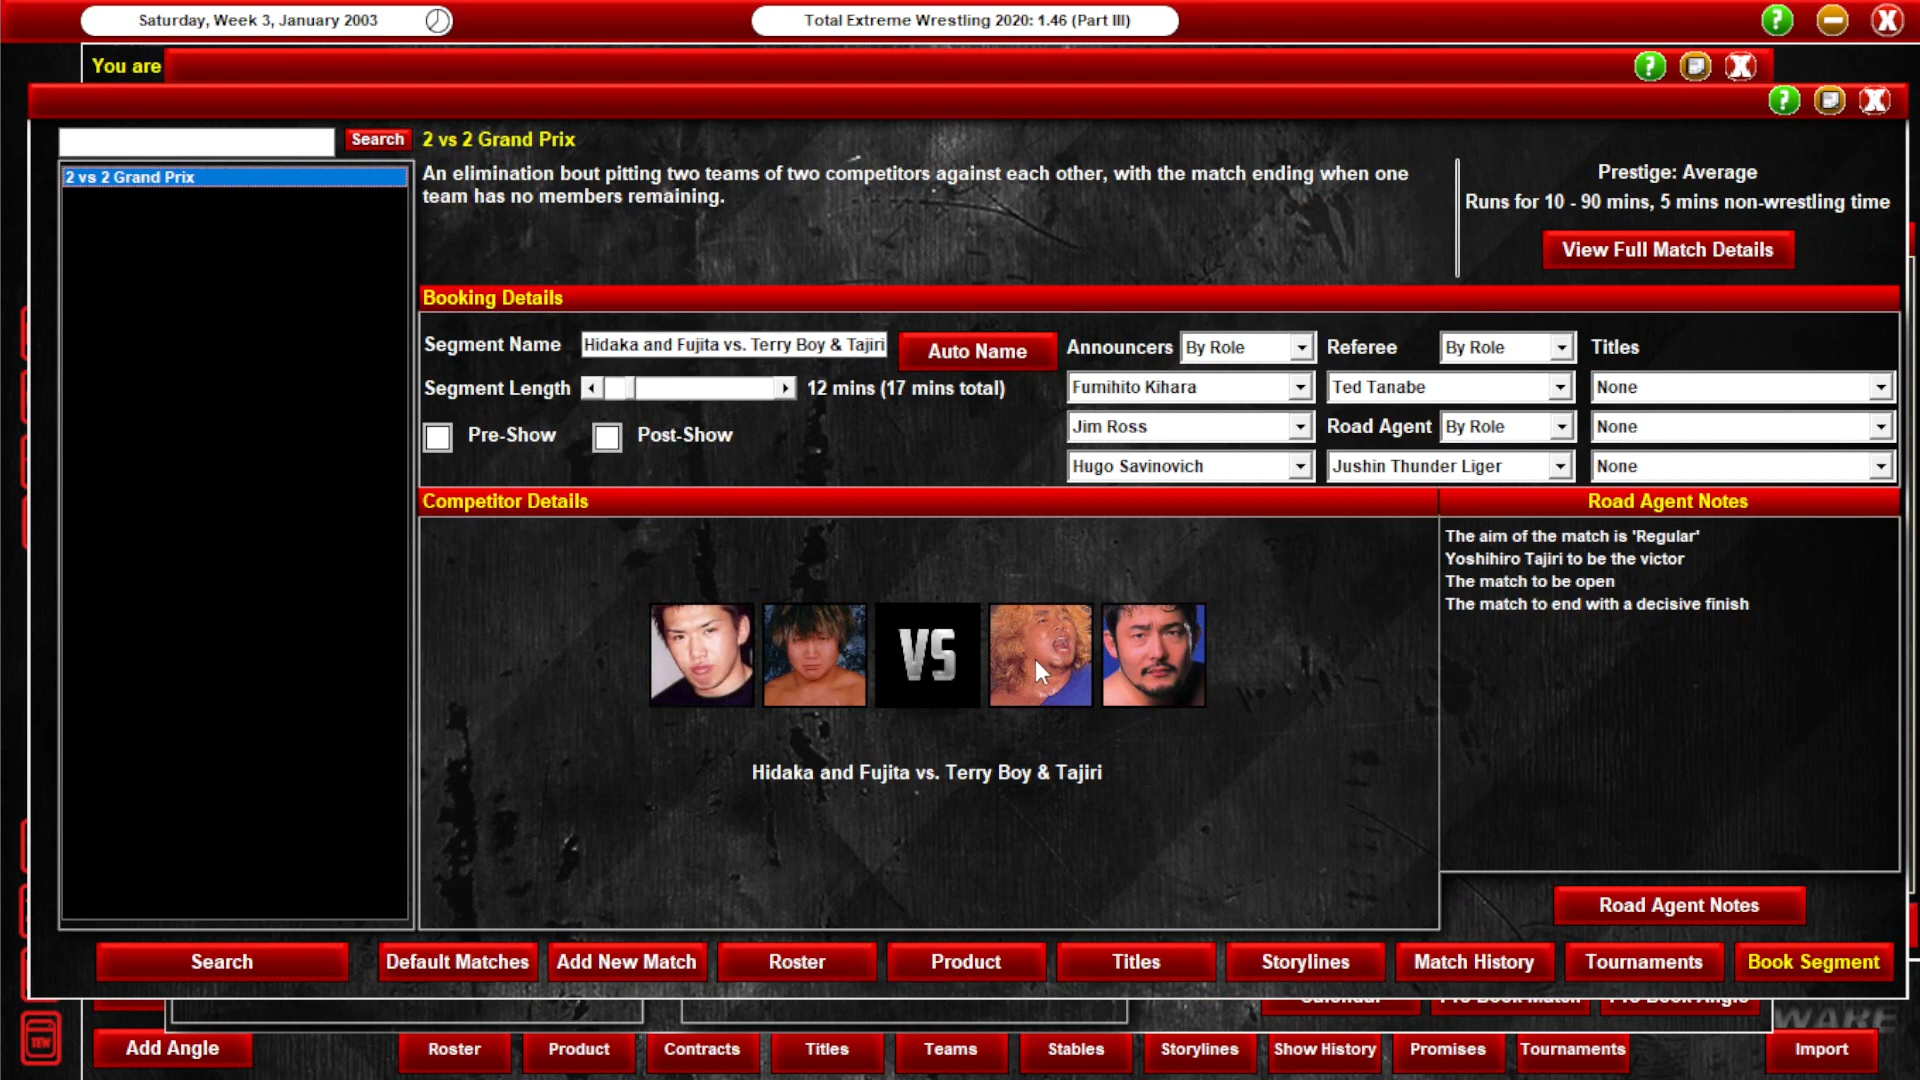 Saturday, Week 3, January 2003
Total Extreme Wrestling 2020: 1.46 (Part III)
You are
Search
2 vs 2 Grand Prix
2 vs 2 Grand Prix
An elimination bout pitting two teams of two competitors against each other, with the match ending when one
team has no members remaining.
Prestige: Average
Runs for 10 - 90 mins, 5 mins non-wrestling time
View Full Match Details
Booking Details
Segment Name
Hidaka and Fujita vs. Terry Boy & Tajiri
Auto Name
Announcers
By Role
Referee
By Role
Titles
Segment Length
12 mins (17 mins total)
Fumihito Kihara
Ted Tanabe
None
Pre-Show
Post-Show
Jim Ross
Road Agent
By Role
None
Hugo Savinovich
Jushin Thunder Liger
None
Competitor Details
Road Agent Notes
The aim of the match is 'Regular'
Yoshihiro Tajiri to be the victor
The match to be open
The match to end with a decisive finish
VS
Hidaka and Fujita vs. Terry Boy & Tajiri
Road Agent Notes
Search
Default Matches
Add New Match
Roster
Product
Titles
Storylines
Match History
Tournaments
Book Segment
Calendar
Pre Book Match
Pre Book Angle
WARE
TEW
Add Angle
Roster
Product
Contracts
Titles
Teams
Stables
Storylines
Show History
Promises
Tournaments
Import